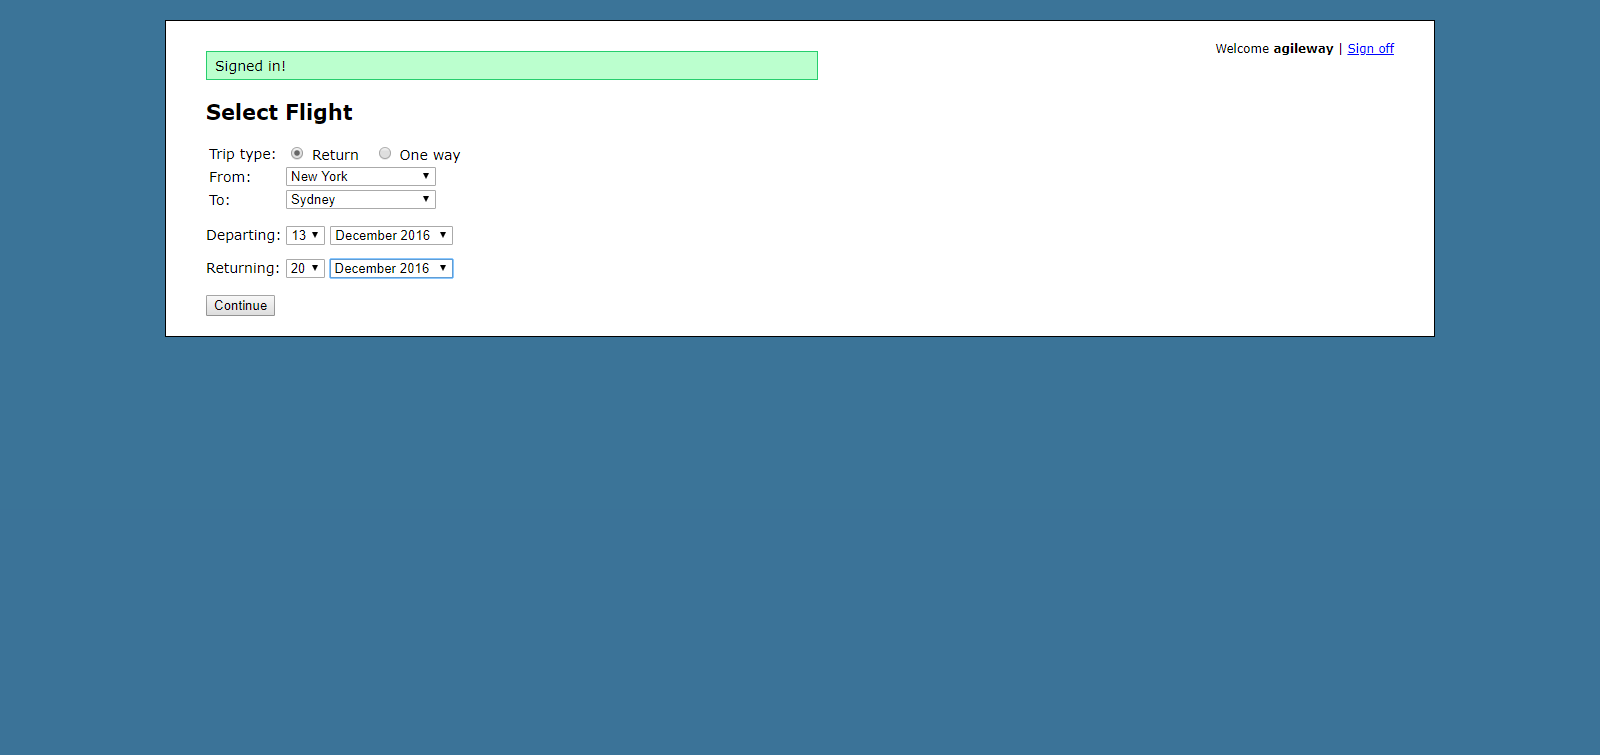 Welcome agileway | Sign off
Signed in!
Select Flight
Trip type: Return One way
From: New York
To: Sydney
Departing: 13 December 2016
Returning: 20 December 2016
Continue